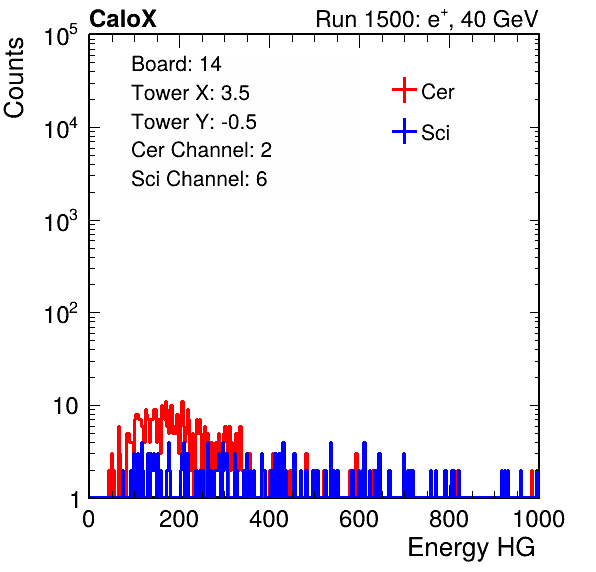 CaloX Run 1500: e⁺, 40 GeV
Counts
10⁵
10⁴
10³
10²
10
1
Board: 14
Tower X: 3.5
Tower Y: -0.5
Cer Channel: 2
Sci Channel: 6
Cer
Sci
0 200 400 600 800 1000
Energy HG